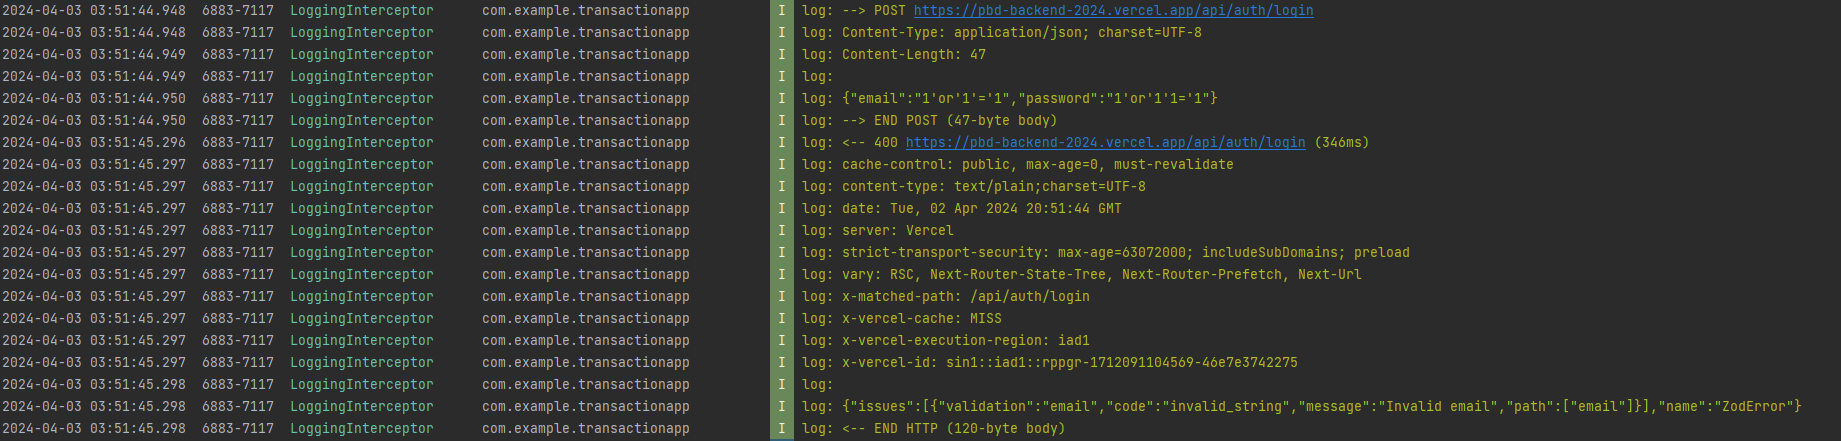 2024-04-03 03:51:44.948 6883-7117 LoggingInterceptor com.example.transactionapp I log: --> POST https://pbd-backend-2024.vercel.app/api/auth/login
2024-04-03 03:51:44.948 6883-7117 LoggingInterceptor com.example.transactionapp I log: Content-Type: application/json; charset=UTF-8
2024-04-03 03:51:44.949 6883-7117 LoggingInterceptor com.example.transactionapp I log: Content-Length: 47
2024-04-03 03:51:44.949 6883-7117 LoggingInterceptor com.example.transactionapp I log:
2024-04-03 03:51:44.950 6883-7117 LoggingInterceptor com.example.transactionapp I log: {"email":"1'or'1'='1","password":"1'or'1'1='1"}
2024-04-03 03:51:44.950 6883-7117 LoggingInterceptor com.example.transactionapp I log: --> END POST (47-byte body)
2024-04-03 03:51:45.296 6883-7117 LoggingInterceptor com.example.transactionapp I log: <-- 400 https://pbd-backend-2024.vercel.app/api/auth/login (346ms)
2024-04-03 03:51:45.297 6883-7117 LoggingInterceptor com.example.transactionapp I log: cache-control: public, max-age=0, must-revalidate
2024-04-03 03:51:45.297 6883-7117 LoggingInterceptor com.example.transactionapp I log: content-type: text/plain;charset=UTF-8
2024-04-03 03:51:45.297 6883-7117 LoggingInterceptor com.example.transactionapp I log: date: Tue, 02 Apr 2024 20:51:44 GMT
2024-04-03 03:51:45.297 6883-7117 LoggingInterceptor com.example.transactionapp I log: server: Vercel
2024-04-03 03:51:45.297 6883-7117 LoggingInterceptor com.example.transactionapp I log: strict-transport-security: max-age=63072000; includeSubDomains; preload
2024-04-03 03:51:45.297 6883-7117 LoggingInterceptor com.example.transactionapp I log: vary: RSC, Next-Router-State-Tree, Next-Router-Prefetch, Next-Url
2024-04-03 03:51:45.297 6883-7117 LoggingInterceptor com.example.transactionapp I log: x-matched-path: /api/auth/login
2024-04-03 03:51:45.297 6883-7117 LoggingInterceptor com.example.transactionapp I log: x-vercel-cache: MISS
2024-04-03 03:51:45.297 6883-7117 LoggingInterceptor com.example.transactionapp I log: x-vercel-execution-region: iad1
2024-04-03 03:51:45.297 6883-7117 LoggingInterceptor com.example.transactionapp I log: x-vercel-id: sin1::iad1::rppgr-1712091104569-46e7e3742275
2024-04-03 03:51:45.298 6883-7117 LoggingInterceptor com.example.transactionapp I log:
2024-04-03 03:51:45.298 6883-7117 LoggingInterceptor com.example.transactionapp I log: {"issues":[{"validation":"email","code":"invalid_string","message":"Invalid email","path":["email"]}],"name":"ZodError"}
2024-04-03 03:51:45.298 6883-7117 LoggingInterceptor com.example.transactionapp I log: <-- END HTTP (120-byte body)